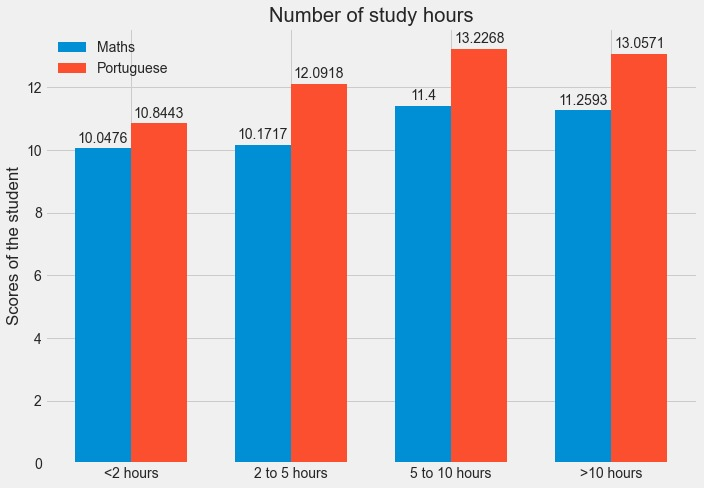 Number of study hours
Maths
Portuguese
13.2268
13.0571
12.0918
11.4
11.2593
10.8443
10.0476
10.1717
12
10
8
6
4
2
0
Scores of the student
<2 hours
2 to 5 hours
5 to 10 hours
>10 hours